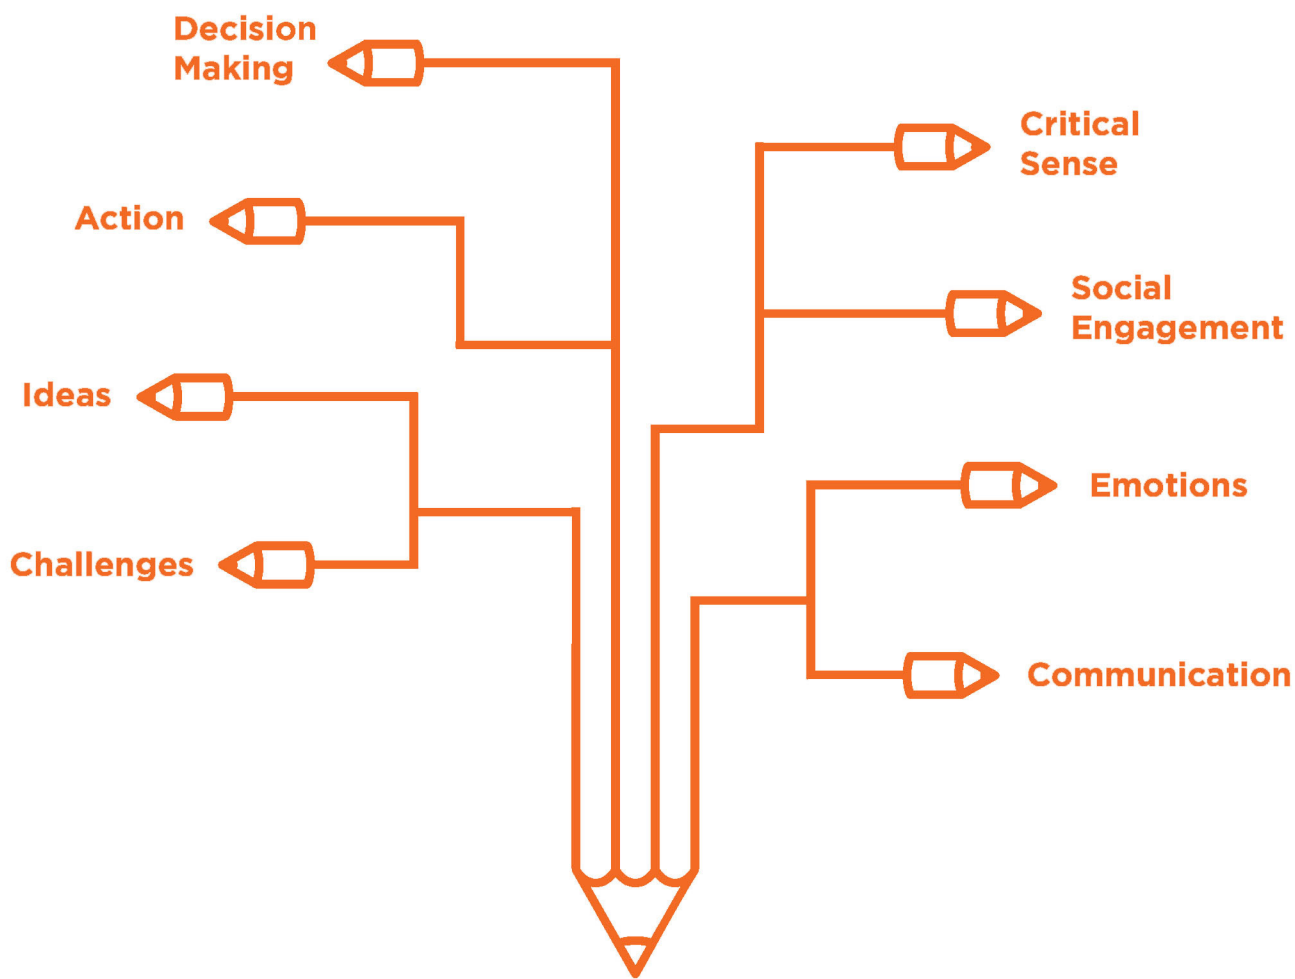 Decision
Making
Action
Ideas
Challenges
Critical
Sense
Social
Engagement
Emotions
Communication